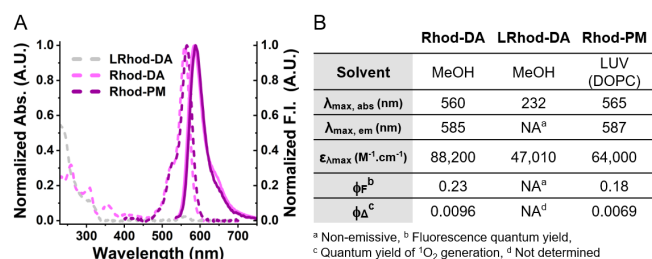 A
Normalized Abs. (A.U.)
1.0
0.8
0.6
0.4
0.2
0.0
LRhod-DA
Rhod-DA
Rhod-PM
1.0
0.8
0.6
0.4
0.2
0.0
Normalized F.I. (A.U.)
300 400 500 600 700
Wavelength (nm)
B
Rhod-DA LRhod-DA Rhod-PM
Solvent MeOH MeOH LUV (DOPC)
λmax, abs (nm) 560 232 565
λmax, em (nm) 585 NAᵃ 587
ελmax (M⁻¹.cm⁻¹) 88,200 47,010 64,000
ϕFᵇ 0.23 NAᵃ 0.18
ϕΔᶜ 0.0096 NAᵈ 0.0069
ᵃ Non-emissive, ᵇ Fluorescence quantum yield,
ᶜ Quantum yield of ¹O₂ generation, ᵈ Not determined